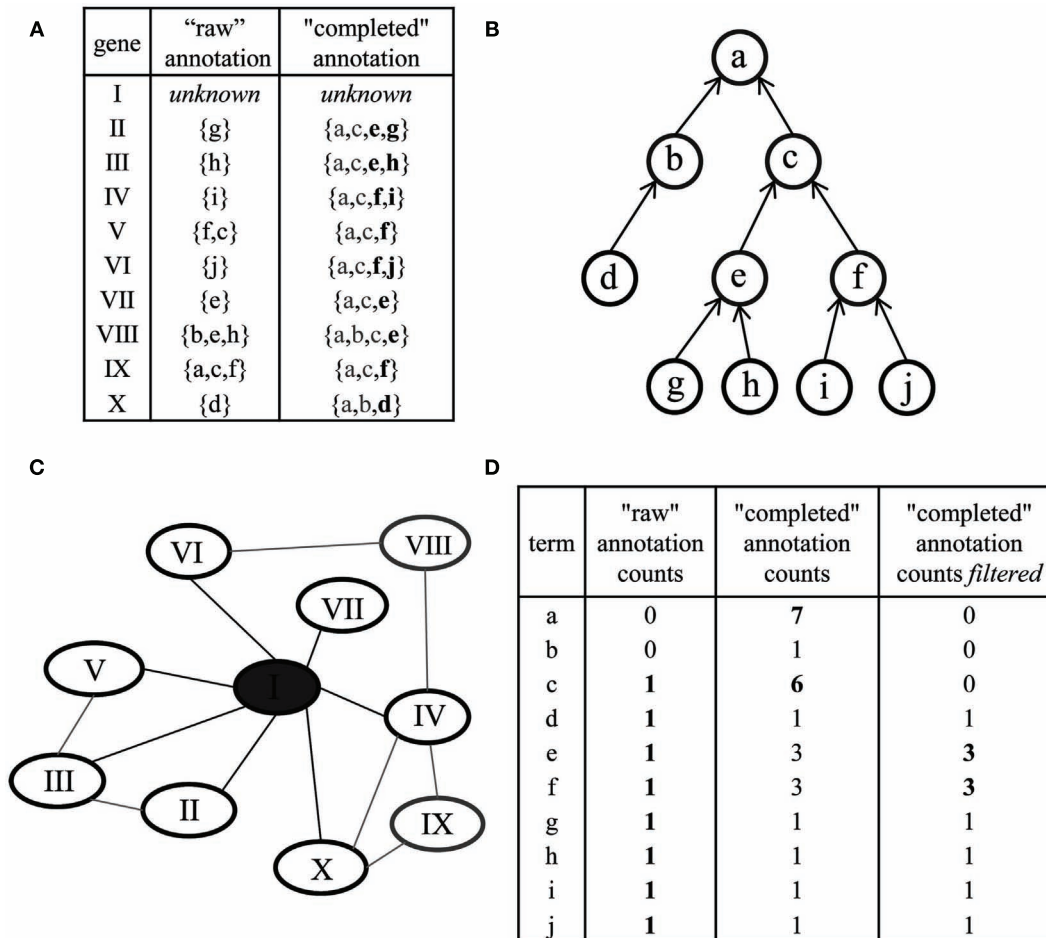 A
gene "raw" annotation "completed" annotation
I unknown unknown
II {g} {a,c,e,g}
III {h} {a,c,e,h}
IV {i} {a,c,f,i}
V {f,c} {a,c,f}
VI {j} {a,c,f,j}
VII {e} {a,c,e}
VIII {b,e,h} {a,b,c,e}
IX {a,c,f} {a,c,f}
X {d} {a,b,d}
B
a
b c
d e f
g h i j
C
VI VIII
VII
V I
IV
III II
IX
X
D
term "raw" annotation counts "completed" annotation counts "completed" annotation counts filtered
a 0 7 0
b 0 1 0
c 1 6 0
d 1 1 1
e 1 3 3
f 1 3 3
g 1 1 1
h 1 1 1
i 1 1 1
j 1 1 1